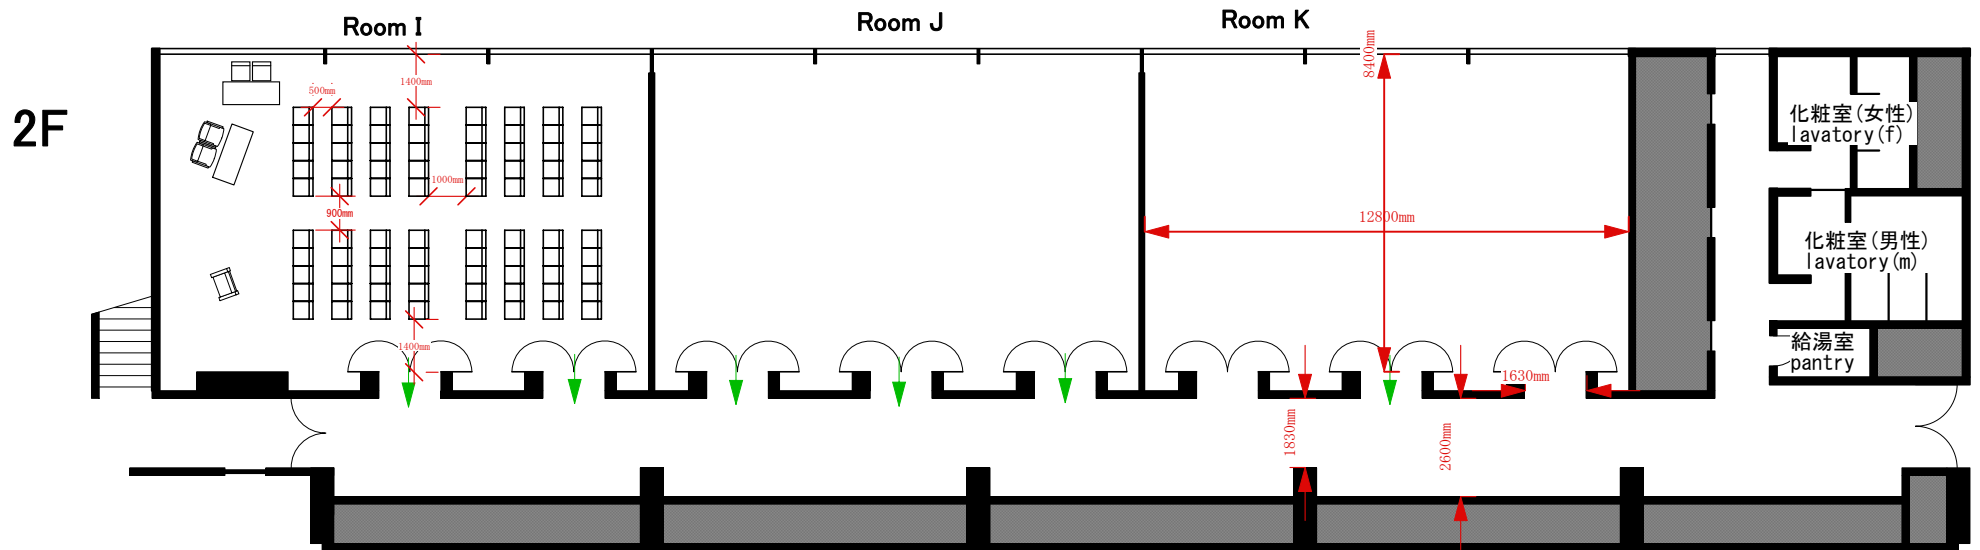 Room I
Room J
Room K
2F
1400mm
500mm
1000mm
900mm
1400mm
8400mm
12800mm
1630mm
1830mm
2600mm
化粧室(女性)
lavatory(f)
化粧室(男性)
lavatory(m)
給湯室
pantry